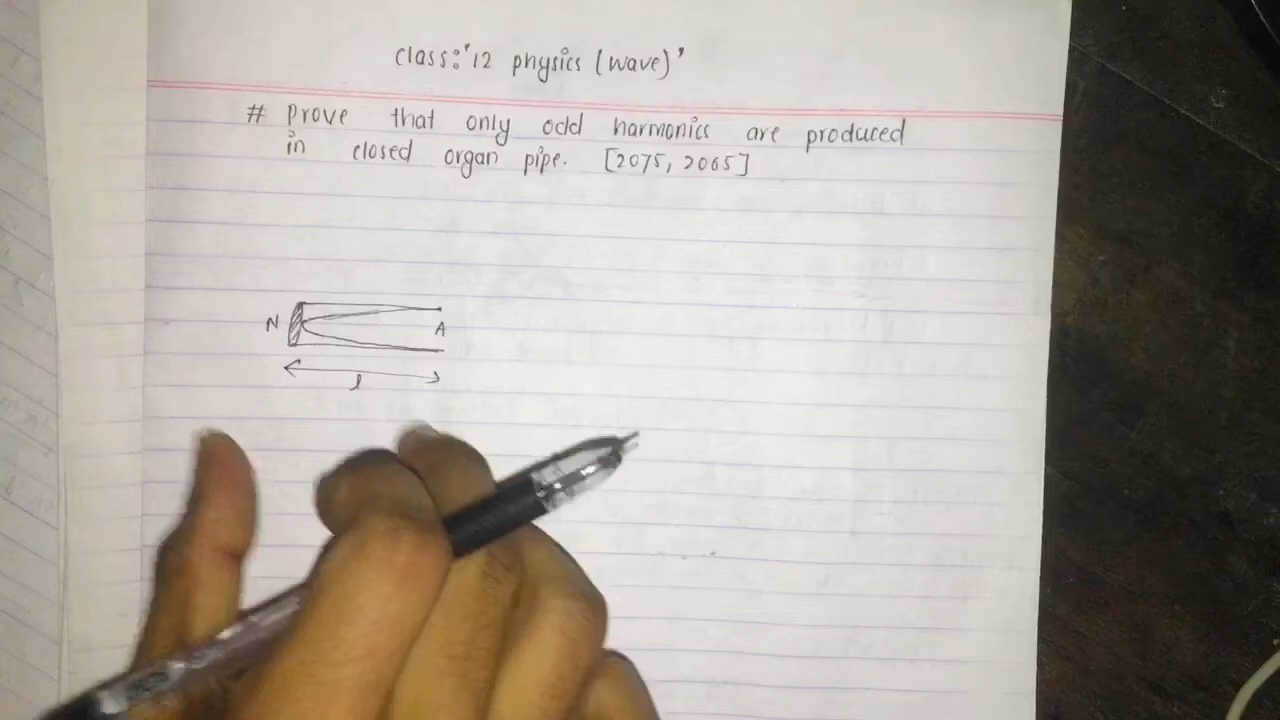 class:'12 physics (wave)'
# Prove that only odd harmonics are produced
in closed organ pipe. [2075, 2065]
N A
l